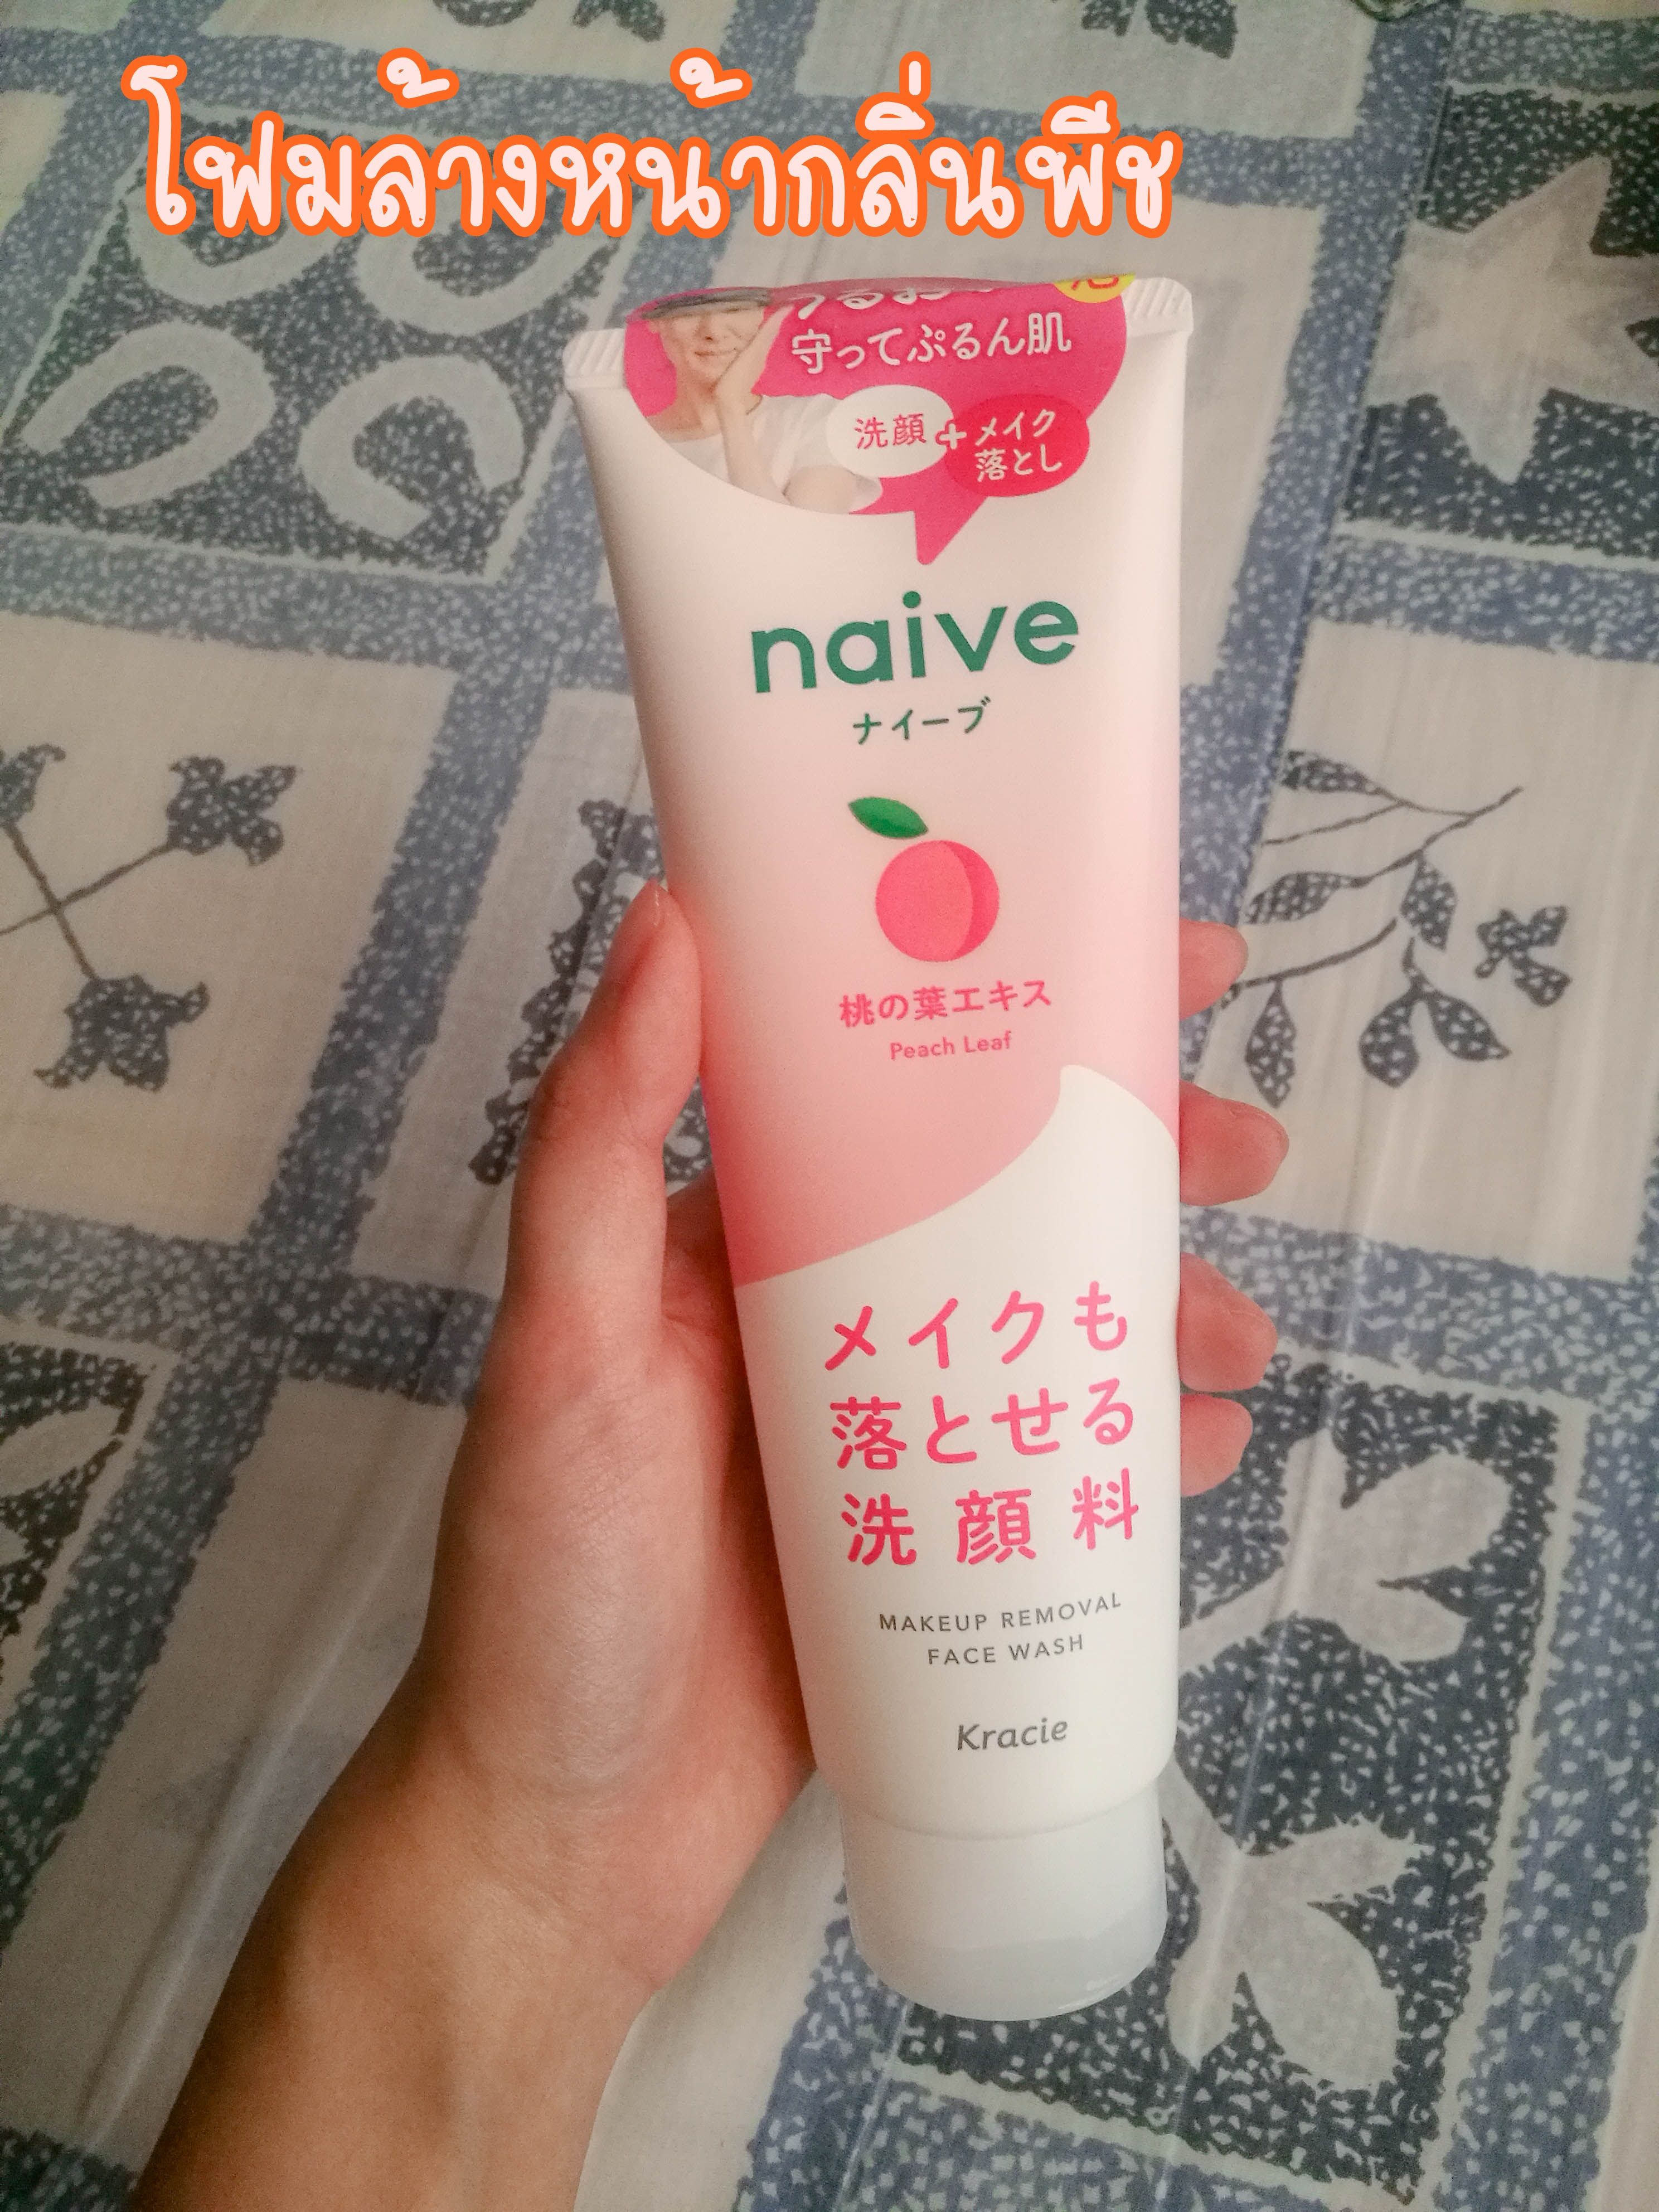 โฟมล้างหน้ากลิ่นพีช
守ってぷるん肌
洗顔+メイク
落とし
naive
ナイーブ
桃の葉エキス
Peach Leaf
メイクも
落とせる
洗顔料
MAKEUP REMOVAL
FACE WASH
Kracie